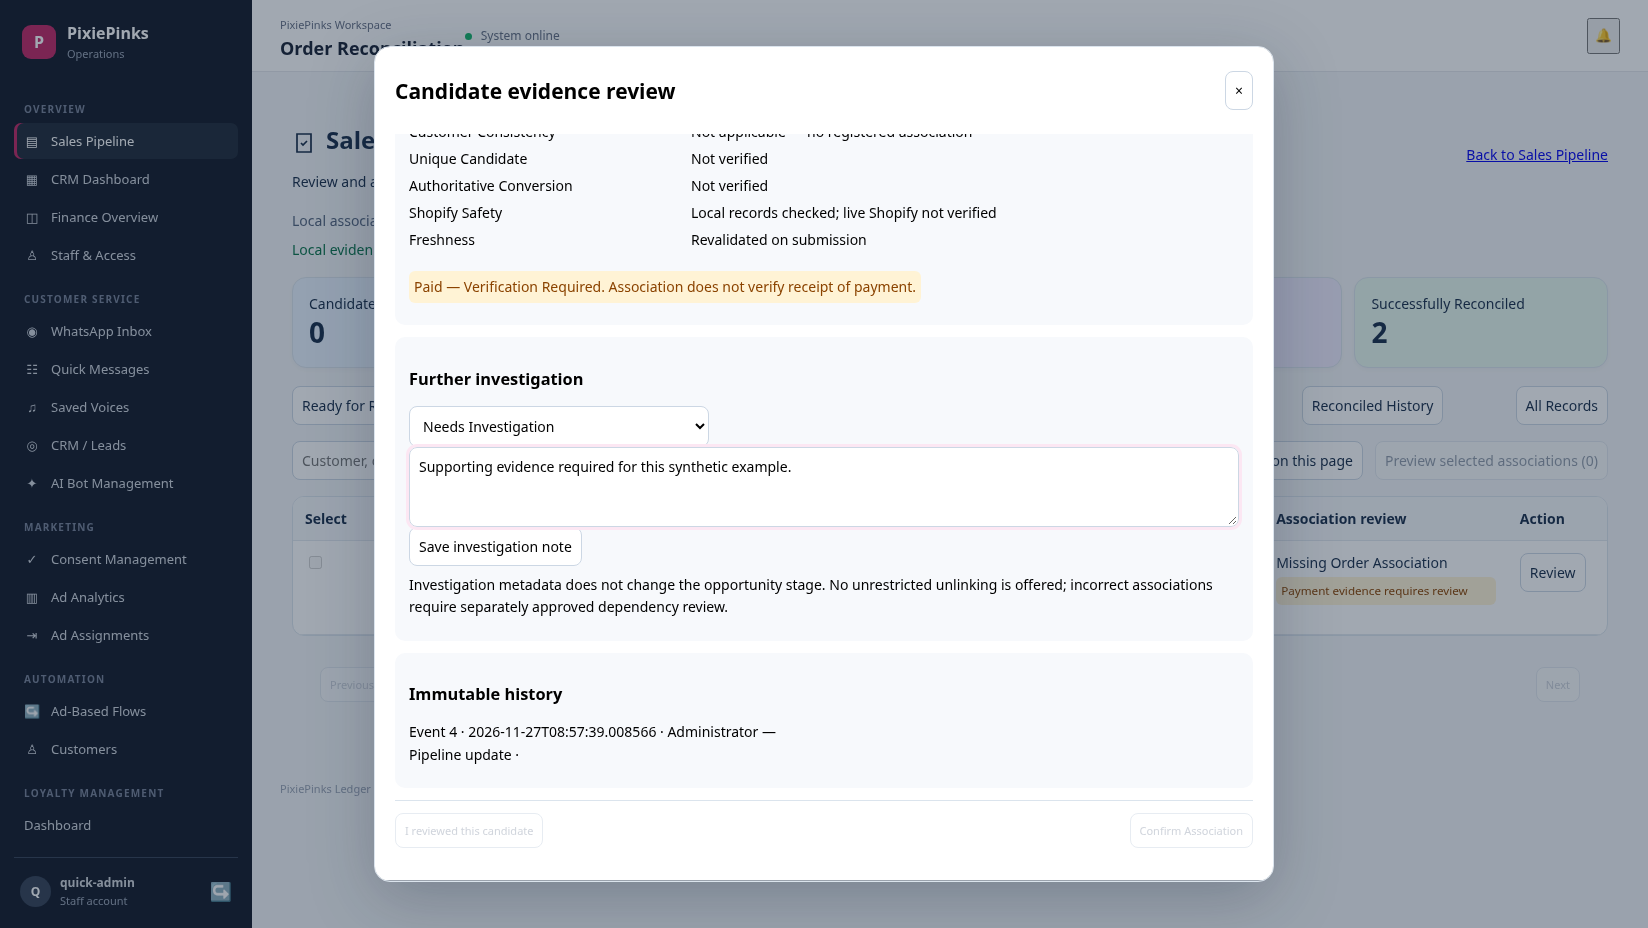 P
PixiePinks
Operations
OVERVIEW
Sales Pipeline
CRM Dashboard
Finance Overview
Staff & Access
CUSTOMER SERVICE
WhatsApp Inbox
Quick Messages
Saved Voices
CRM / Leads
AI Bot Management
MARKETING
Consent Management
Ad Analytics
Ad Assignments
AUTOMATION
Ad-Based Flows
Customers
LOYALTY MANAGEMENT
Dashboard
Q
quick-admin
Staff account
PixiePinks Workspace
Order Reconciliation
System online
Back to Sales Pipeline
Review and
Candidate
0
Successfully Reconciled
2
Ready for
Reconciled History
All Records
Customer,
on this page
Preview selected associations (0)
Select
Association review
Action
Missing Order Association
Payment evidence requires review
Review
Previous
Next
PixiePinks Ledger
Candidate evidence review
×
Customer Consistency
Not applicable — no registered association
Unique Candidate
Not verified
Authoritative Conversion
Not verified
Shopify Safety
Local records checked; live Shopify not verified
Freshness
Revalidated on submission
Paid — Verification Required. Association does not verify receipt of payment.
Further investigation
Needs Investigation
Supporting evidence required for this synthetic example.
Save investigation note
Investigation metadata does not change the opportunity stage. No unrestricted unlinking is offered; incorrect associations
require separately approved dependency review.
Immutable history
Event 4 · 2026-11-27T08:57:39.008566 · Administrator —
Pipeline update ·
I reviewed this candidate
Confirm Association